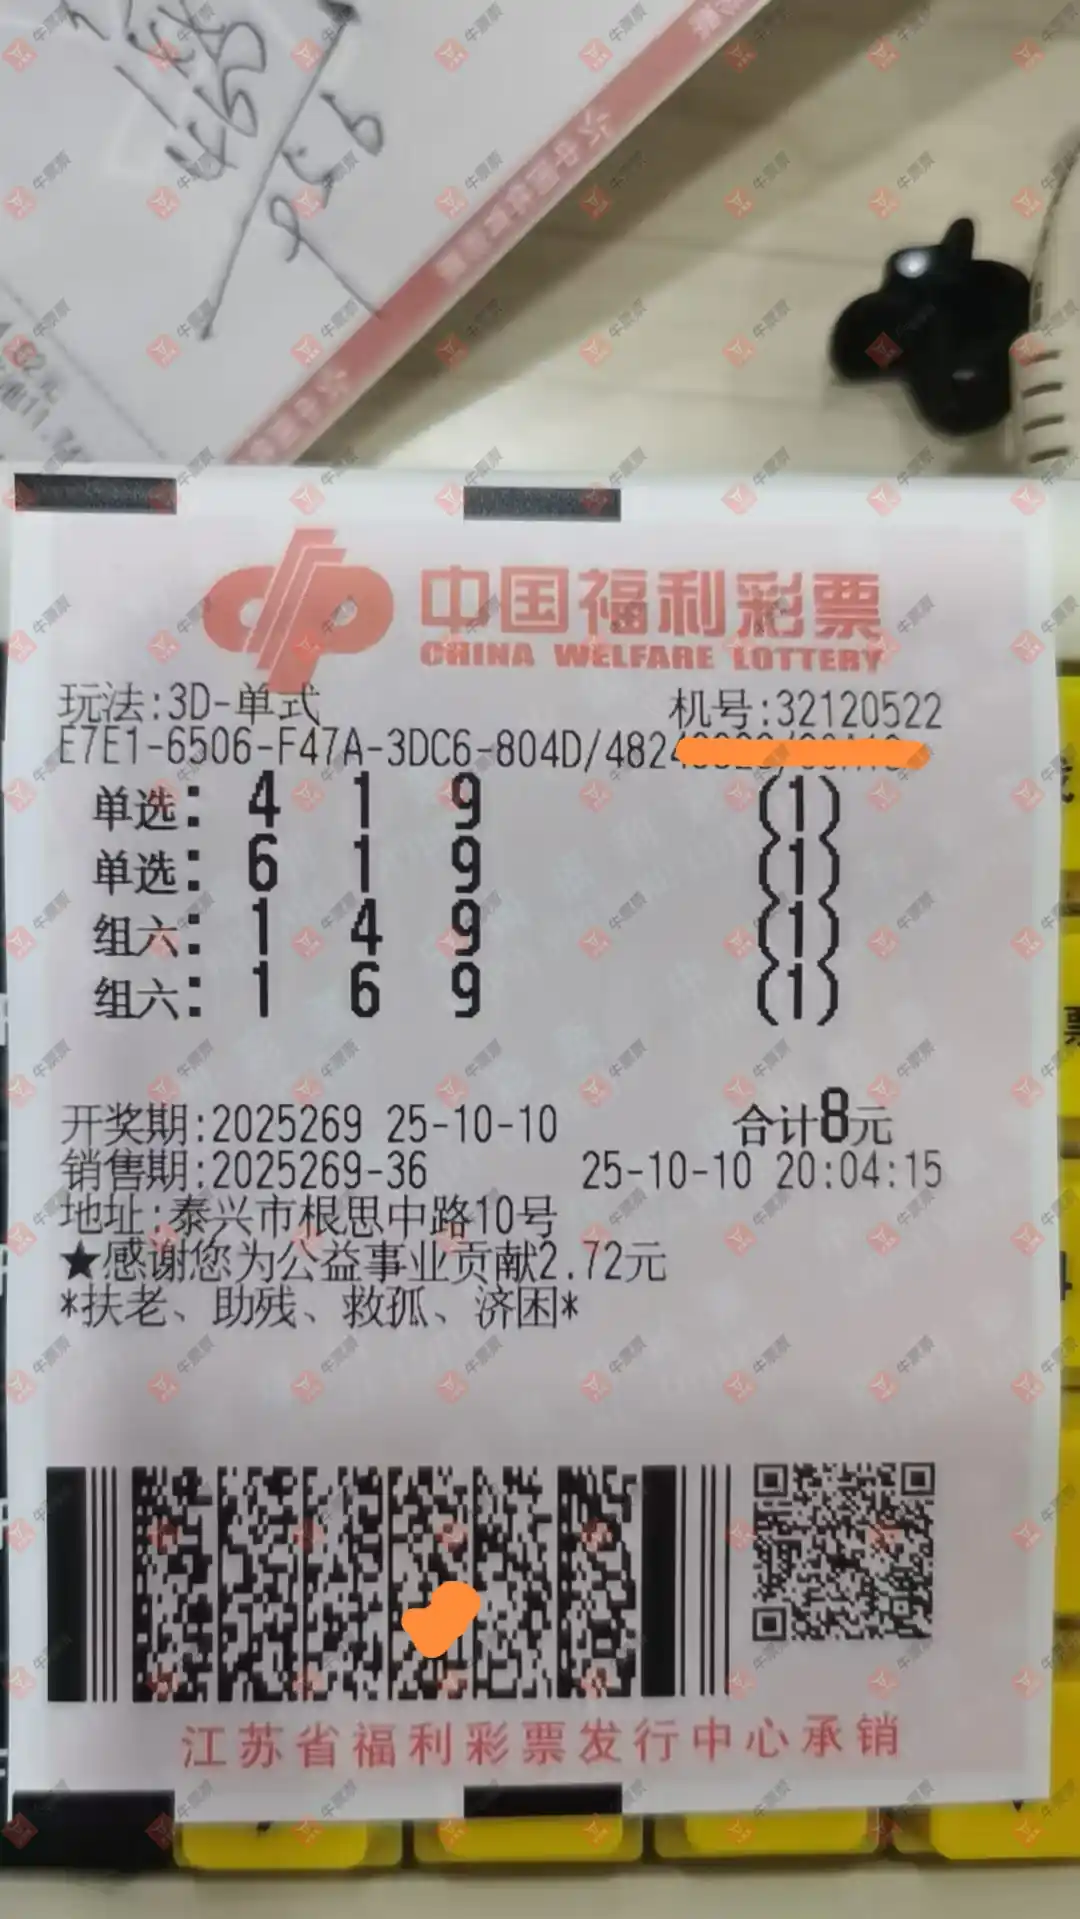 中国福利彩票
CHINA WELFARE LOTTERY
玩法:3D-单式 机号:32120522
E7E1-6506-F47A-3DC6-804D/4824
单选: 4 1 9 (1)
单选: 6 1 9 (1)
组六: 1 4 9 (1)
组六: 1 6 9 (1)
开奖期:2025269 25-10-10 合计8元
销售期:2025269-36 25-10-10 20:04:15
地址:泰兴市根思中路10号
★感谢您为公益事业贡献2.72元
*扶老、助残、救孤、济困*
江苏省福利彩票发行中心承销
牛票票